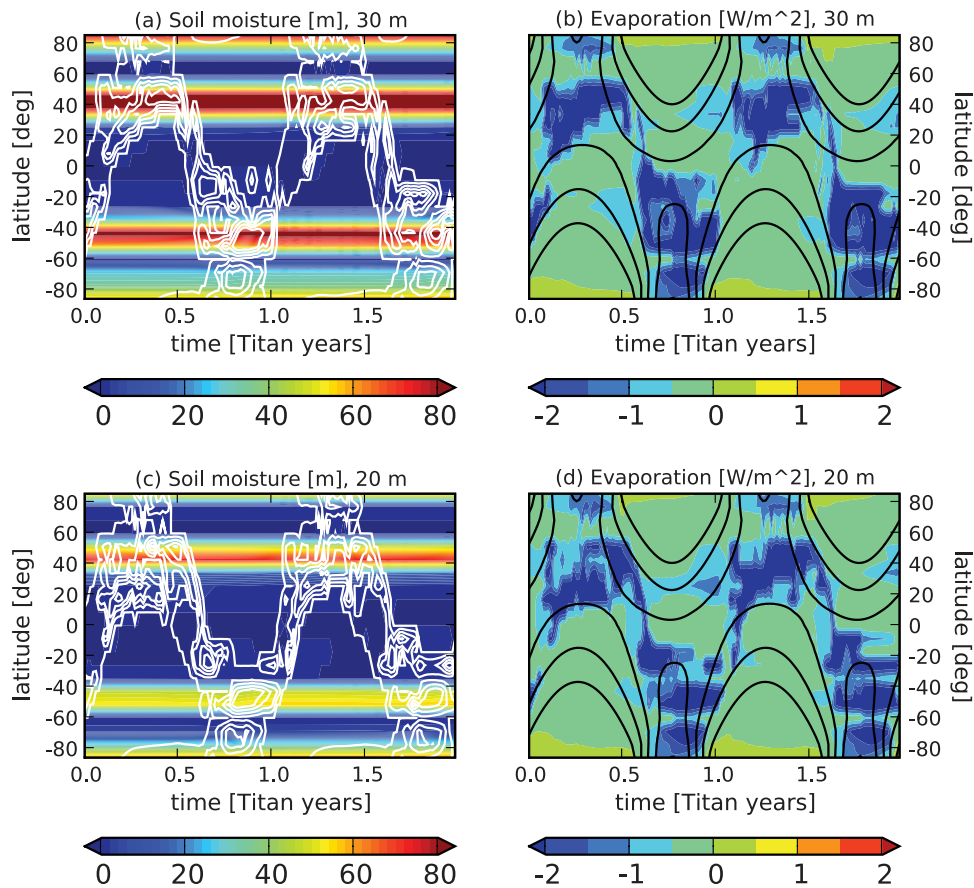 (a) Soil moisture [m], 30 m
(b) Evaporation [W/m^2], 30 m
80
60
40
20
0
-20
-40
-60
-80
latitude [deg]
80
60
40
20
0
-20
-40
-60
-80
latitude [deg]
0.0 0.5 1.0 1.5
0.0 0.5 1.0 1.5
time [Titan years]
time [Titan years]
0 20 40 60 80
-2 -1 0 1 2
(c) Soil moisture [m], 20 m
(d) Evaporation [W/m^2], 20 m
80
60
40
20
0
-20
-40
-60
-80
latitude [deg]
80
60
40
20
0
-20
-40
-60
-80
latitude [deg]
0.0 0.5 1.0 1.5
0.0 0.5 1.0 1.5
time [Titan years]
time [Titan years]
0 20 40 60 80
-2 -1 0 1 2